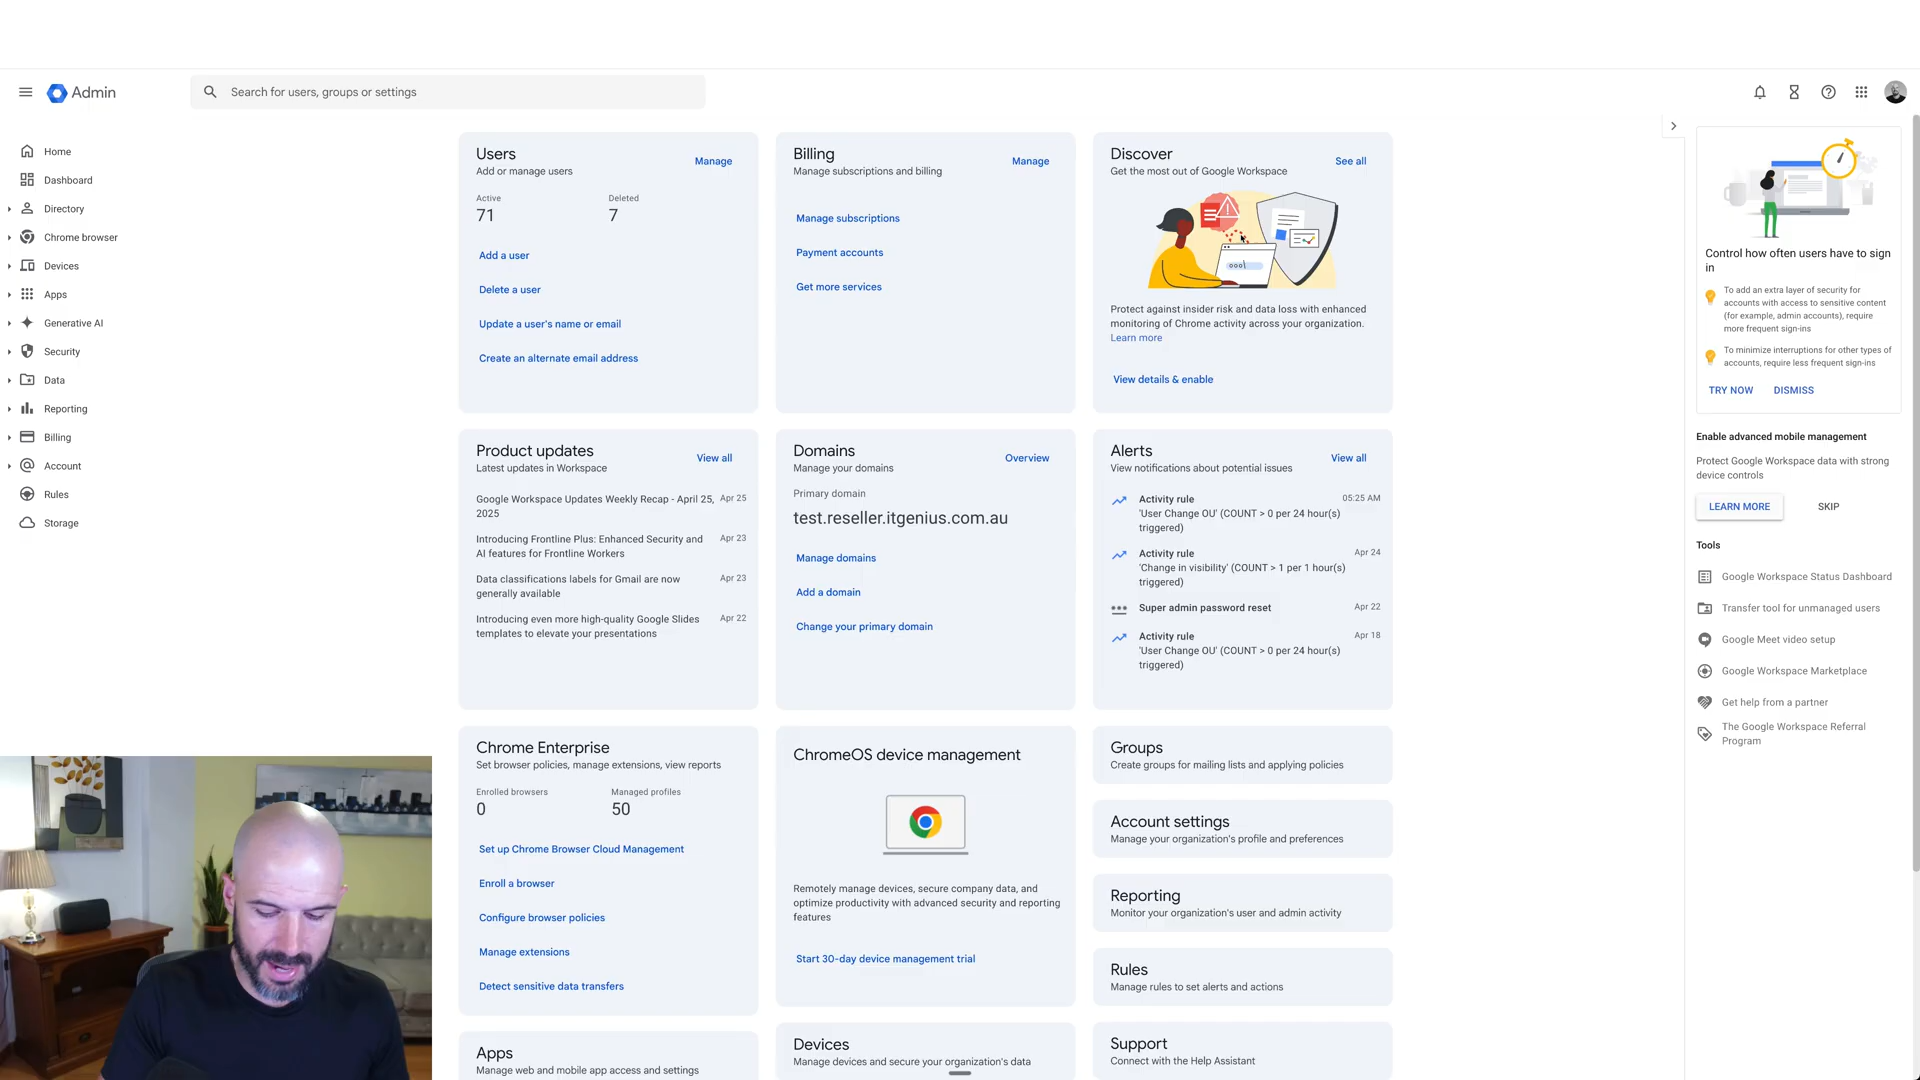 Admin
Search for users, groups or settings
Home
Dashboard
Directory
Chrome browser
Devices
Apps
Generative AI
Security
Data
Reporting
Billing
Account
Rules
Storage
Users
Add or manage users
Manage
Active
71
Deleted
7
Add a user
Delete a user
Update a user's name or email
Create an alternate email address
Billing
Manage subscriptions and billing
Manage
Manage subscriptions
Payment accounts
Get more services
Discover
Get the most out of Google Workspace
See all
Protect against insider risk and data loss with enhanced
monitoring of Chrome activity across your organization.
Learn more
View details & enable
Product updates
Latest updates in Workspace
View all
Google Workspace Updates Weekly Recap - April 25, Apr 25
2025
Introducing Frontline Plus: Enhanced Security and Apr 23
AI features for Frontline Workers
Data classifications labels for Gmail are now Apr 23
generally available
Introducing even more high-quality Google Slides Apr 22
templates to elevate your presentations
Domains
Manage your domains
Overview
Primary domain
test.reseller.itgenius.com.au
Manage domains
Add a domain
Change your primary domain
Alerts
View notifications about potential issues
View all
Activity rule 05:25 AM
'User Change OU' (COUNT > 0 per 24 hour(s)
triggered)
Activity rule Apr 24
'Change in visibility' (COUNT > 1 per 1 hour(s)
triggered)
Super admin password reset Apr 22
Activity rule Apr 18
'User Change OU' (COUNT > 0 per 24 hour(s)
triggered)
Chrome Enterprise
Set browser policies, manage extensions, view reports
Enrolled browsers
0
Managed profiles
50
Set up Chrome Browser Cloud Management
Enroll a browser
Configure browser policies
Manage extensions
Detect sensitive data transfers
ChromeOS device management
Remotely manage devices, secure company data, and
optimize productivity with advanced security and reporting
features
Start 30-day device management trial
Groups
Create groups for mailing lists and applying policies
Account settings
Manage your organization's profile and preferences
Reporting
Monitor your organization's user and admin activity
Rules
Manage rules to set alerts and actions
Apps
Manage web and mobile app access and settings
Devices
Manage devices and secure your organization's data
Support
Connect with the Help Assistant
Control how often users have to sign
in
To add an extra layer of security for
accounts with access to sensitive content
(for example, admin accounts), require
more frequent sign-ins
To minimize interruptions for other types of
accounts, require less frequent sign-ins
TRY NOW
DISMISS
Enable advanced mobile management
Protect Google Workspace data with strong
device controls
LEARN MORE
SKIP
Tools
Google Workspace Status Dashboard
Transfer tool for unmanaged users
Google Meet video setup
Google Workspace Marketplace
Get help from a partner
The Google Workspace Referral
Program